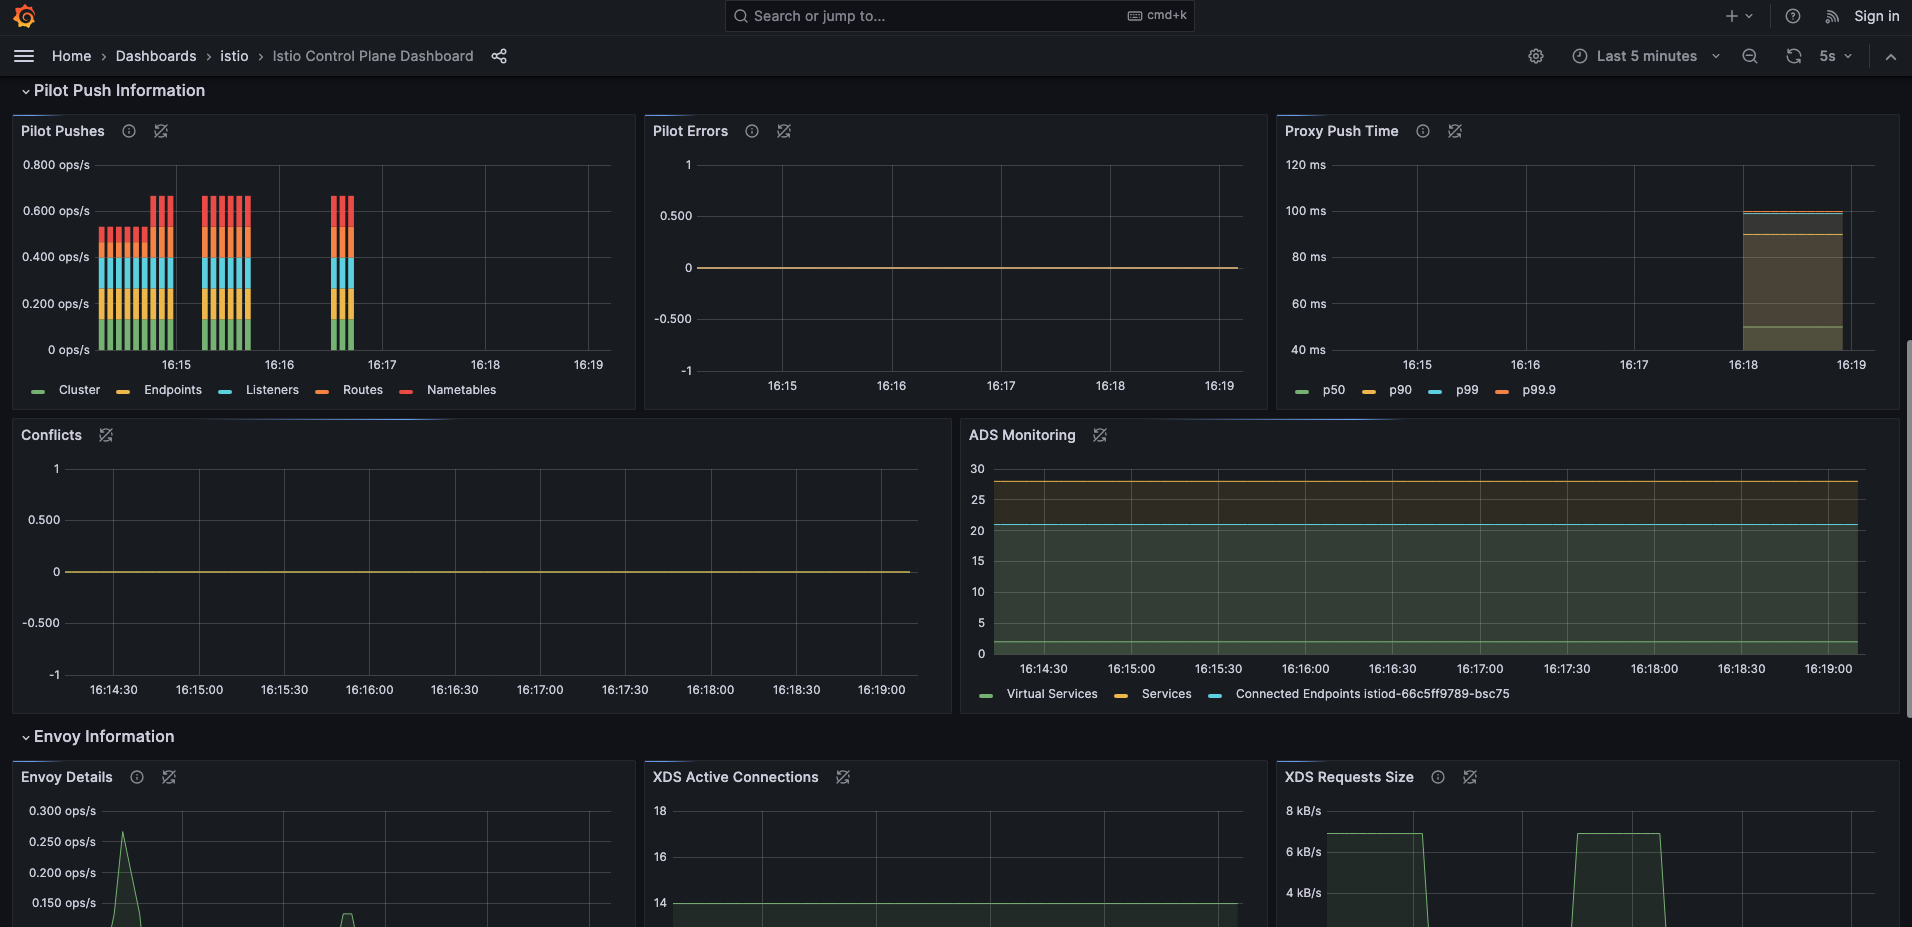 Search or jump to...
cmd+k
Sign in
Home › Dashboards › istio › Istio Control Plane Dashboard
Last 5 minutes
5s
Pilot Push Information
Pilot Pushes
0.800 ops/s
0.600 ops/s
0.400 ops/s
0.200 ops/s
0 ops/s
16:15 16:16 16:17 16:18 16:19
Cluster Endpoints Listeners Routes Nametables
Pilot Errors
1
0.500
0
-0.500
-1
16:15 16:16 16:17 16:18 16:19
Proxy Push Time
120 ms
100 ms
80 ms
60 ms
40 ms
16:15 16:16 16:17 16:18 16:19
p50 p90 p99 p99.9
Conflicts
1
0.500
0
-0.500
-1
16:14:30 16:15:00 16:15:30 16:16:00 16:16:30 16:17:00 16:17:30 16:18:00 16:18:30 16:19:00
ADS Monitoring
30
25
20
15
10
5
0
16:14:30 16:15:00 16:15:30 16:16:00 16:16:30 16:17:00 16:17:30 16:18:00 16:18:30 16:19:00
Virtual Services Services Connected Endpoints istiod-66c5ff9789-bsc75
Envoy Information
Envoy Details
0.300 ops/s
0.250 ops/s
0.200 ops/s
0.150 ops/s
XDS Active Connections
18
16
14
XDS Requests Size
8 kB/s
6 kB/s
4 kB/s